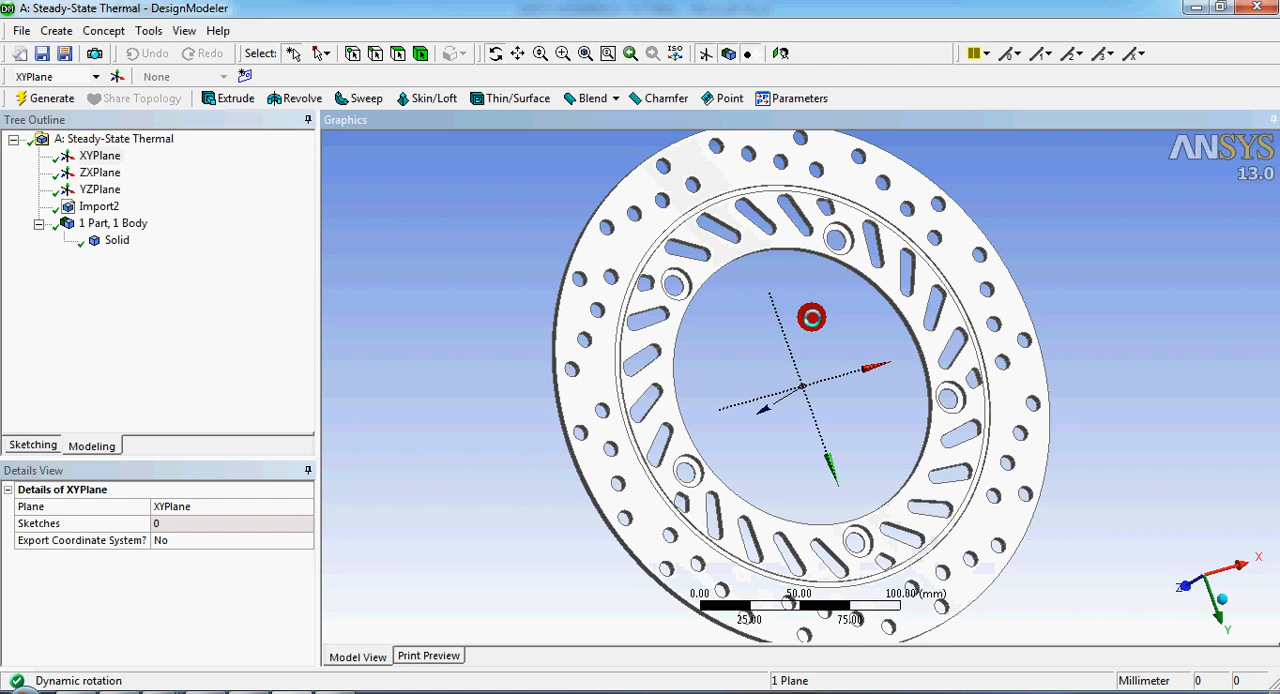 A: Steady-State Thermal - DesignModeler
File Create Concept Tools View Help
Undo Redo Select: ISO
XYPlane None
Generate Share Topology Extrude Revolve Sweep Skin/Loft Thin/Surface Blend Chamfer Point Parameters
Tree Outline
A: Steady-State Thermal
XYPlane
ZXPlane
YZPlane
Import2
1 Part, 1 Body
Solid
Sketching Modeling
Details View
Details of XYPlane
Plane XYPlane
Sketches 0
Export Coordinate System? No
Graphics
ANSYS
13.0
0.00 50.00 100.00 (mm)
25.00 75.00
X
Z
Y
Model View Print Preview
Dynamic rotation 1 Plane Millimeter 0 0